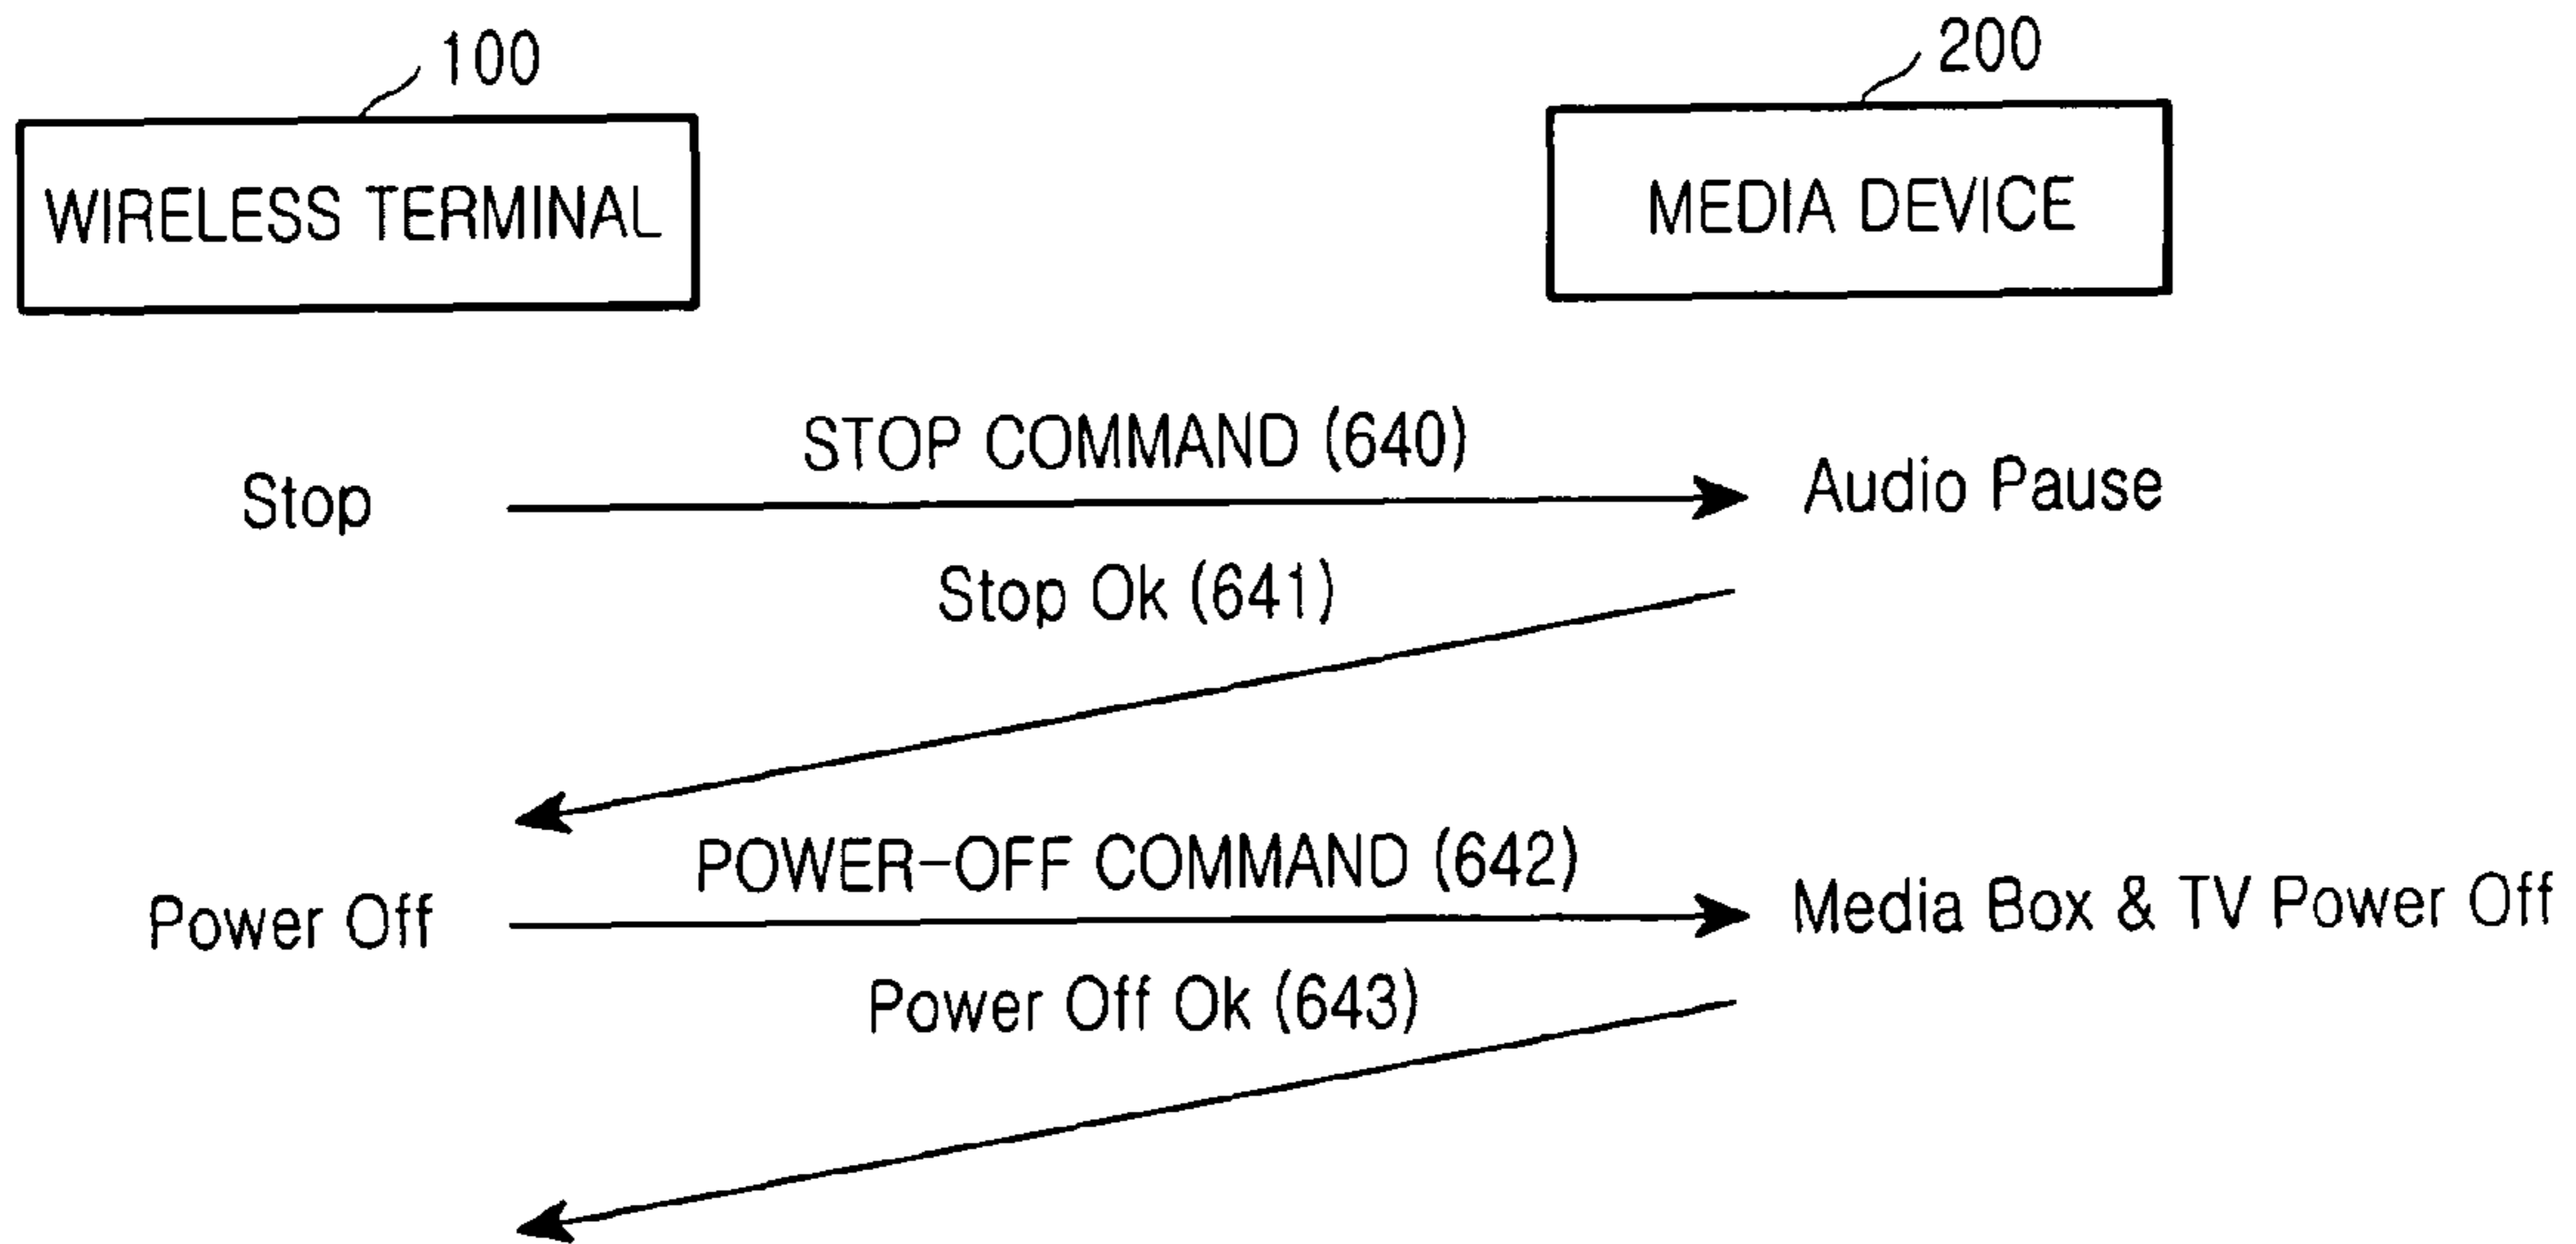 100
200
WIRELESS TERMINAL
MEDIA DEVICE
STOP COMMAND (640)
Stop
Audio Pause
Stop Ok (641)
POWER-OFF COMMAND (642)
Power Off
Media Box & TV Power Off
Power Off Ok (643)